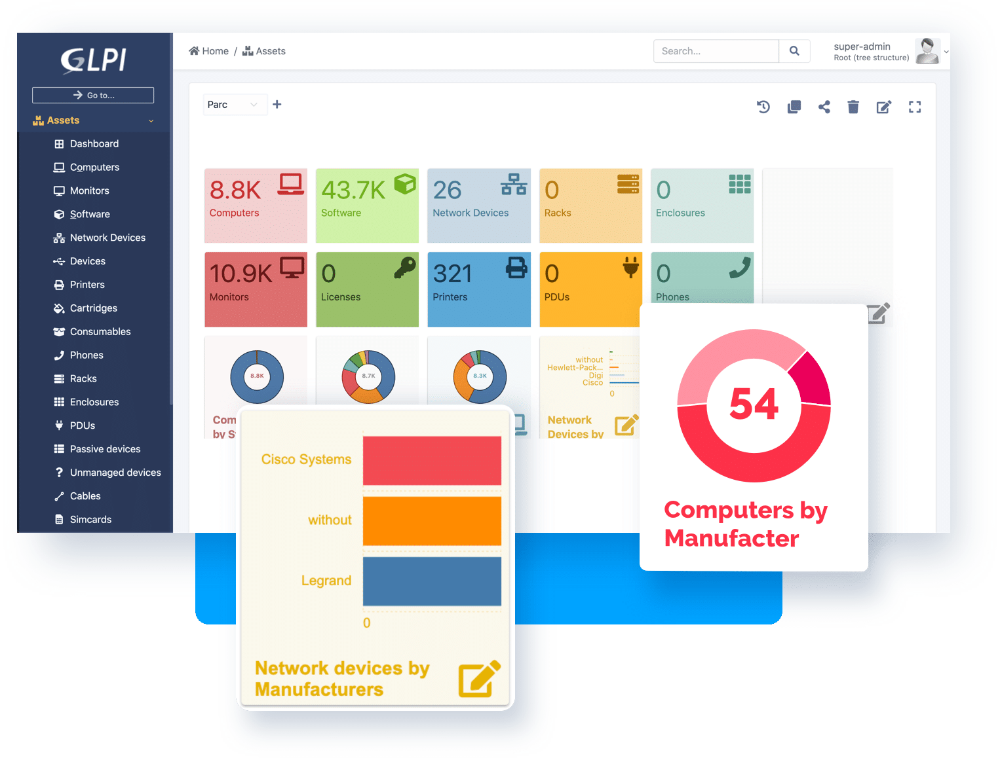 GLPI
Go to...
Assets
Dashboard
Computers
Monitors
Software
Network Devices
Devices
Printers
Cartridges
Consumables
Phones
Racks
Enclosures
PDUs
Passive devices
Unmanaged devices
Cables
Simcards
Home / Assets
Search...
super-admin
Root (tree structure)
Parc
8.8K
Computers
43.7K
Software
26
Network Devices
0
Racks
0
Enclosures
10.9K
Monitors
0
Licenses
321
Printers
0
PDUs
0
Phones
8.8K
Com
by S
8.7K
8.3K
without
Hewlett-Pack...
Digi
Cisco
0
Network
Devices by
Cisco Systems
without
Legrand
0
Network devices by
Manufacturers
54
Computers by
Manufacter